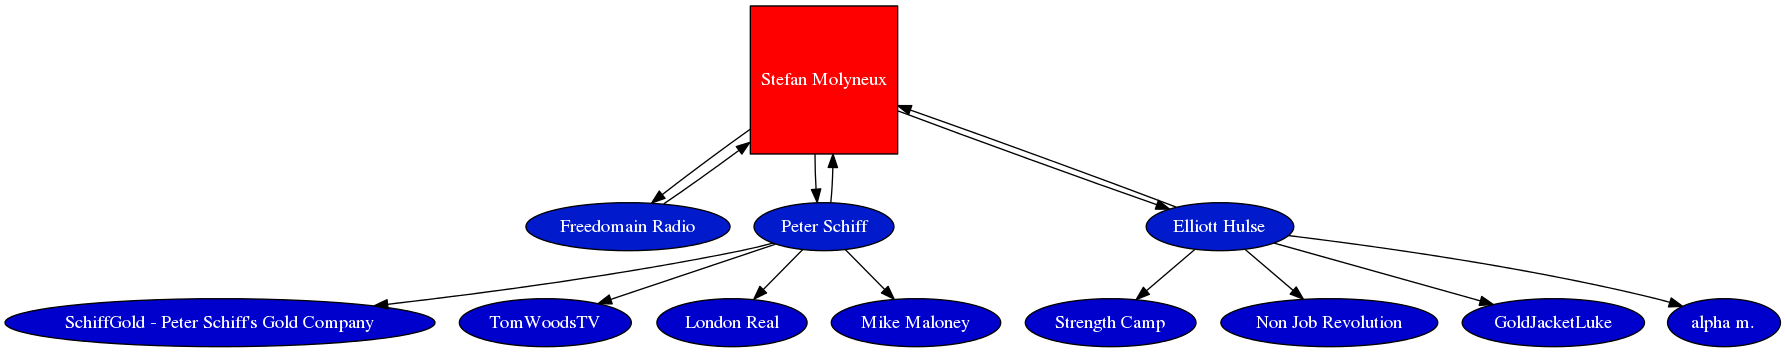 Stefan Molyneux
Freedomain Radio
Peter Schiff
Elliott Hulse
SchiffGold - Peter Schiff's Gold Company
TomWoodsTV
London Real
Mike Maloney
Strength Camp
Non Job Revolution
GoldJacketLuke
alpha m.